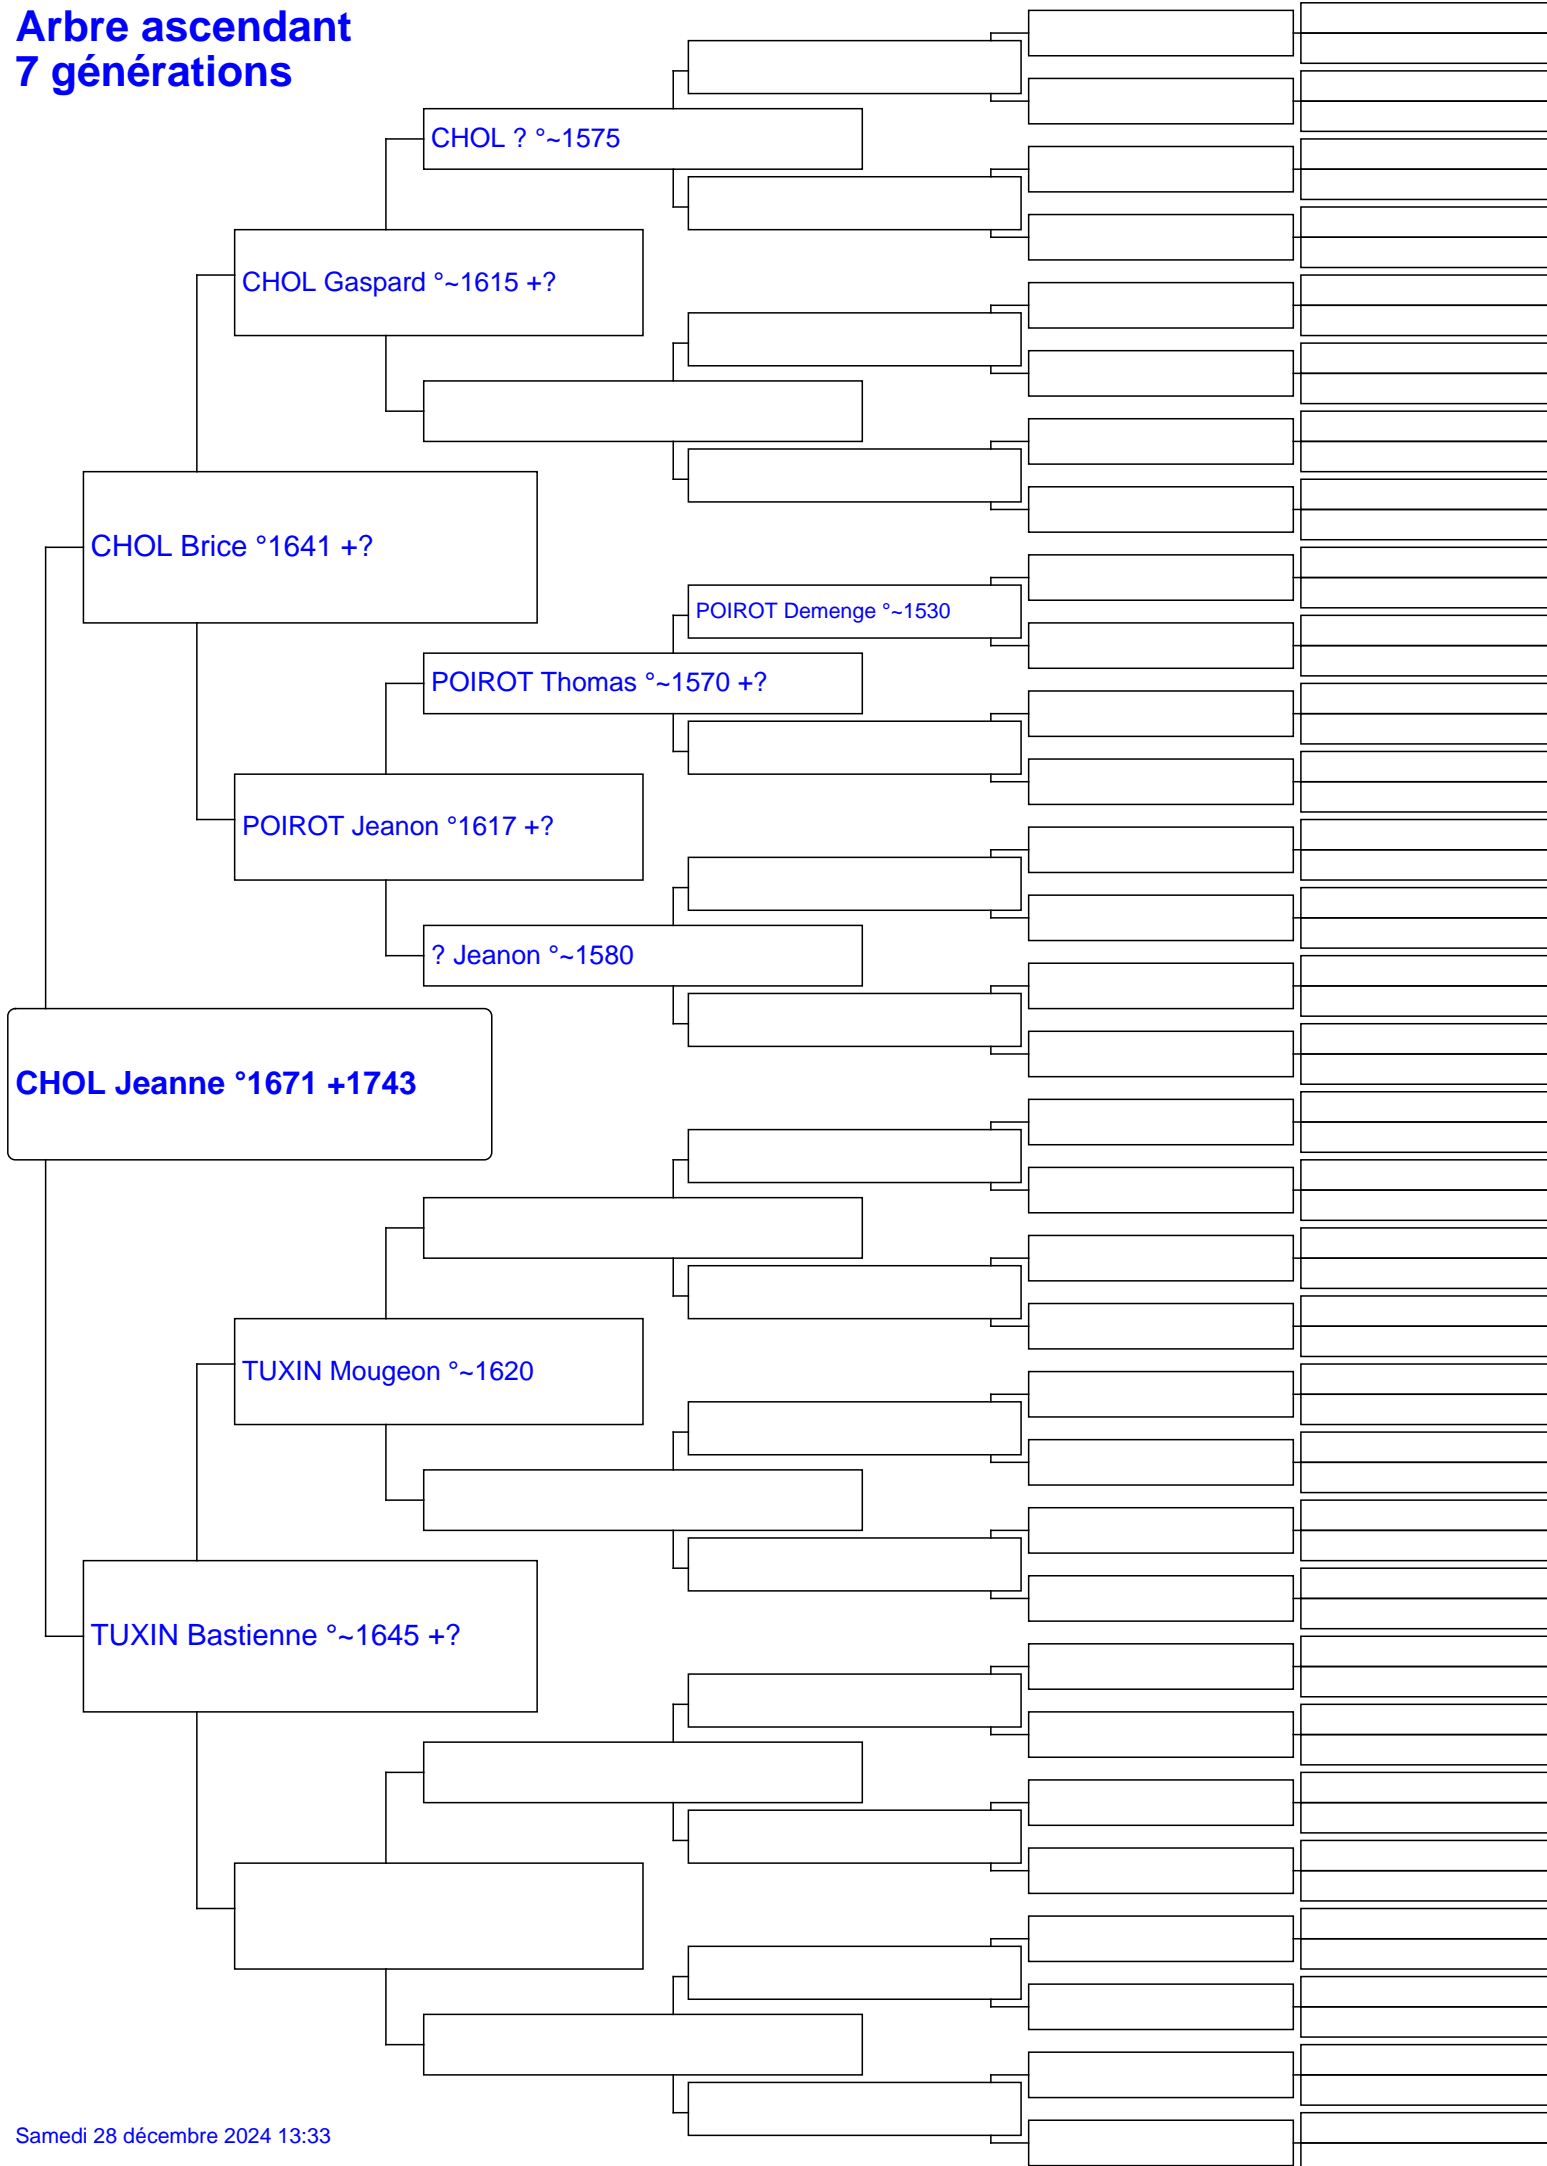 Arbre ascendant
7 générations
CHOL ? °~1575
CHOL Gaspard °~1615 +?
CHOL Brice °1641 +?
POIROT Demenge °~1530
POIROT Thomas °~1570 +?
POIROT Jeanon °1617 +?
? Jeanon °~1580
CHOL Jeanne °1671 +1743
TUXIN Mougeon °~1620
TUXIN Bastienne °~1645 +?
Samedi 28 décembre 2024 13:33